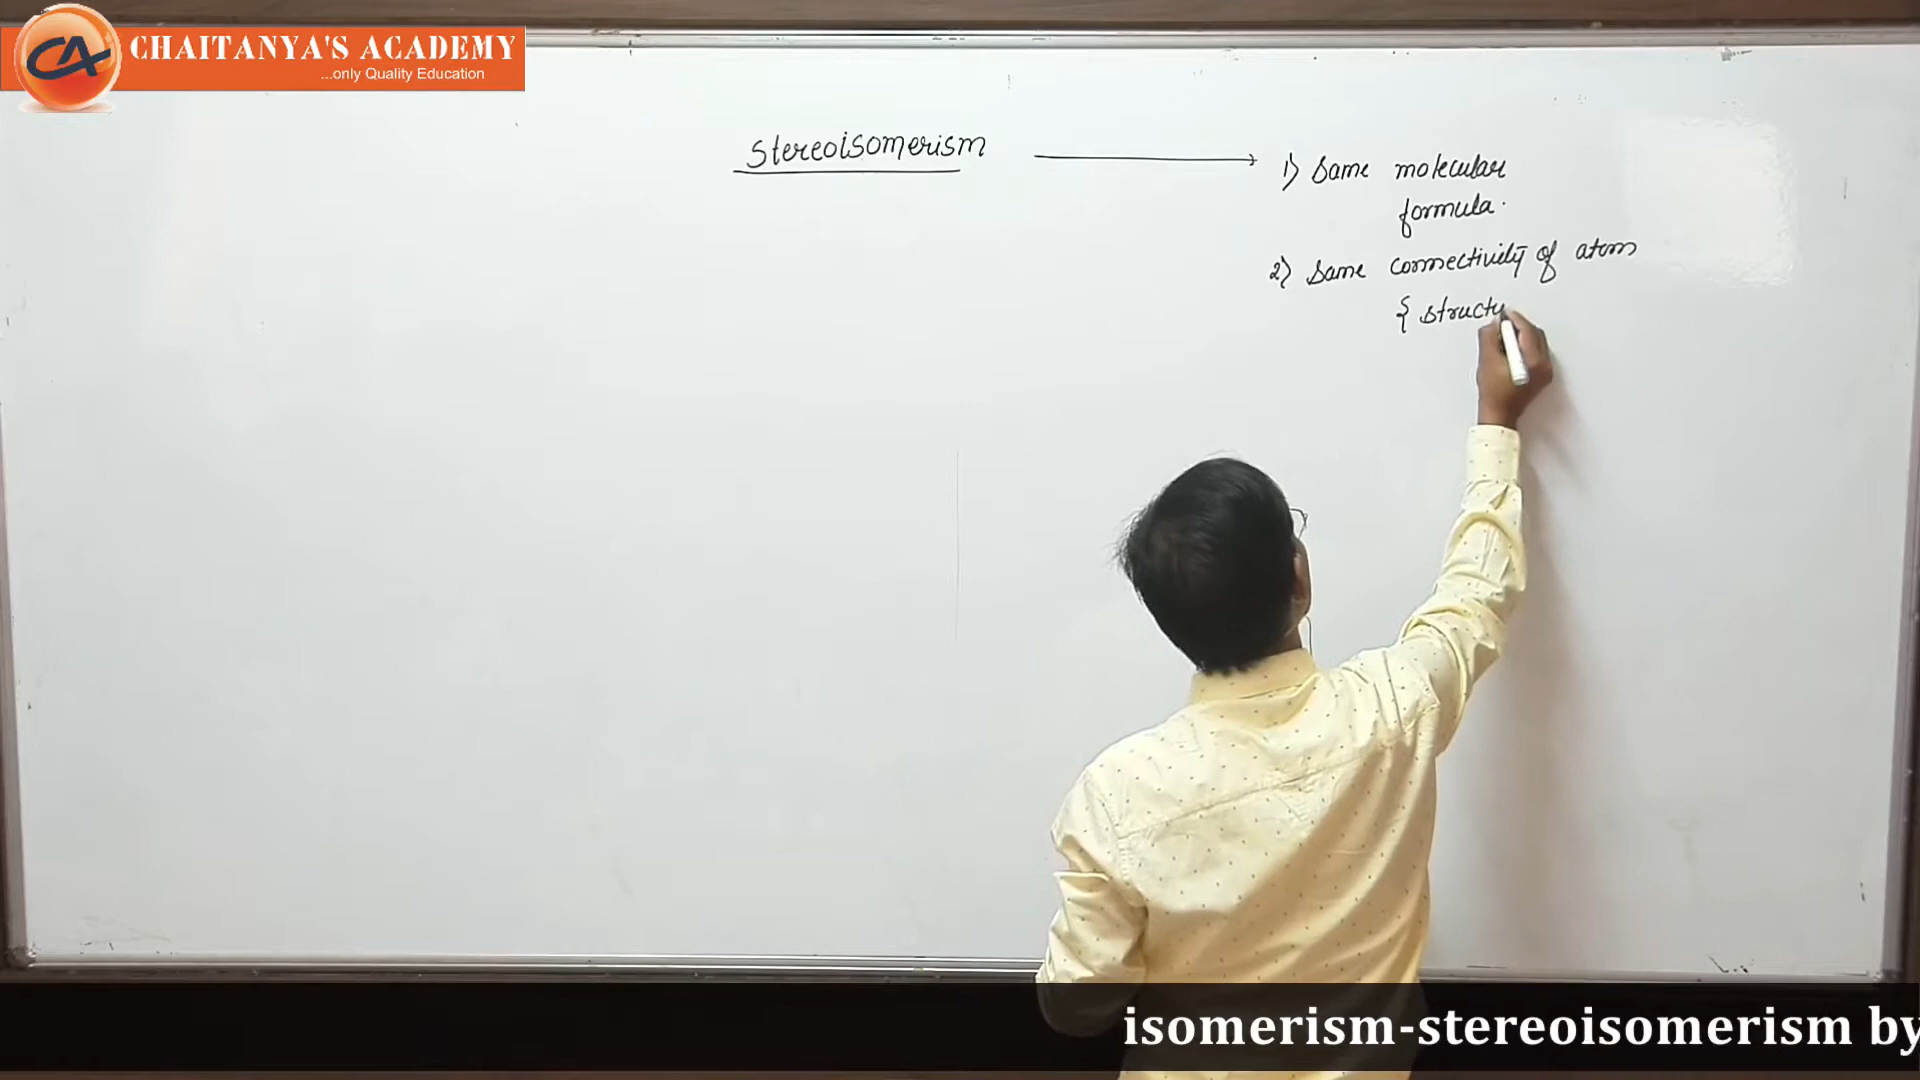 CHAITANYA'S ACADEMY
...only Quality Education
Stereoisomerism
1) Same molecular
formula.
2) Same connectivity of atom
{ structu
isomerism-stereoisomerism by